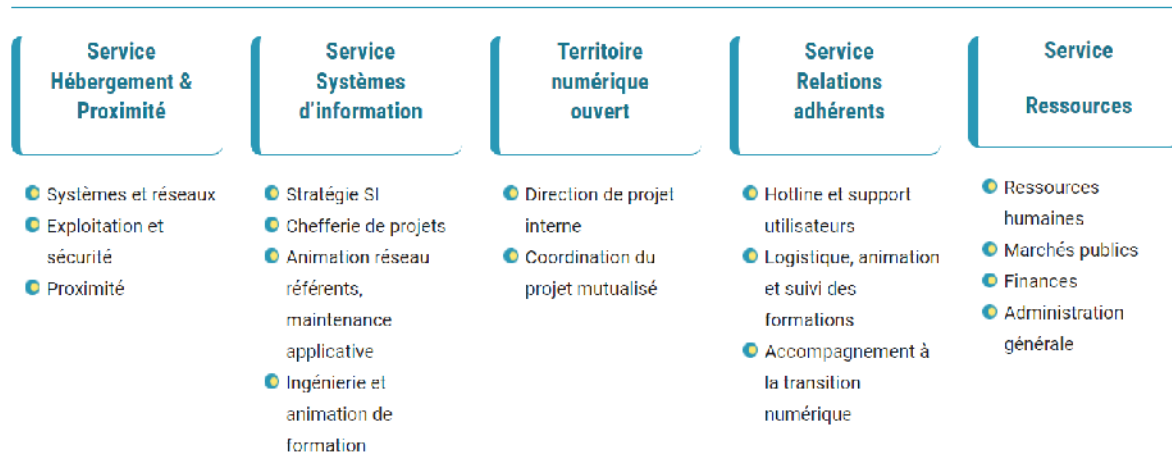 Service
Hébergement &
Proximité
Systèmes et réseaux
Exploitation et
sécurité
Proximité
Service
Systèmes
d'information
Stratégie SI
Chefferie de projets
Animation réseau
référents,
maintenance
applicative
Ingénierie et
animation de
formation
Territoire
numérique
ouvert
Direction de projet
interne
Coordination du
projet mutualisé
Service
Relations
adhérents
Hotline et support
utilisateurs
Logistique, animation
et suivi des
formations
Accompagnement à
la transition
numérique
Service
Ressources
Ressources
humaines
Marchés publics
Finances
Administration
générale